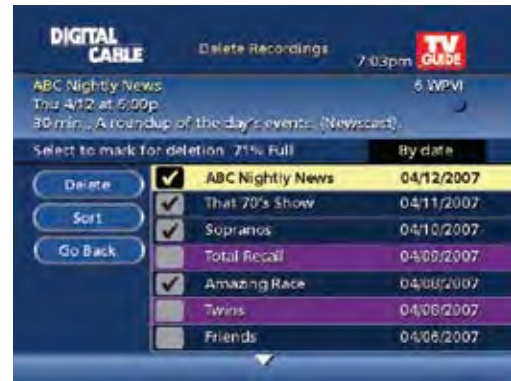 DIGITAL CABLE
Delete Recordings
7:03pm
TV GUIDE
ABC Nightly News
6 WPVI
Thu 4/12 at 6:00p
30 min., A roundup of the day's events. (Newscast).
Select to mark for deletion 71% Full
By date
Delete
Sort
Go Back
ABC Nightly News 04/12/2007
That 70's Show 04/11/2007
Sopranos 04/10/2007
Total Recall 04/09/2007
Amazing Race 04/08/2007
Twins 04/08/2007
Friends 04/06/2007